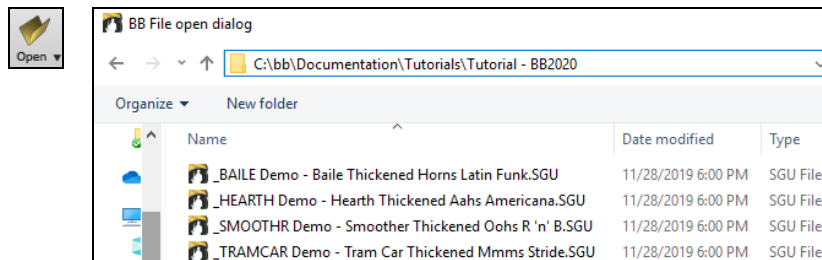 Open
BB File open dialog
C:\bb\Documentation\Tutorials\Tutorial - BB2020
Organize New folder
Name Date modified Type
_BAILE Demo - Baile Thickened Horns Latin Funk.SGU 11/28/2019 6:00 PM SGU File
_HEARTH Demo - Hearth Thickened Aahs Americana.SGU 11/28/2019 6:00 PM SGU File
_SMOOTHR Demo - Smoother Thickened Oohs R 'n' B.SGU 11/28/2019 6:00 PM SGU File
_TRAMCAR Demo - Tram Car Thickened Mmms Stride.SGU 11/28/2019 6:00 PM SGU File